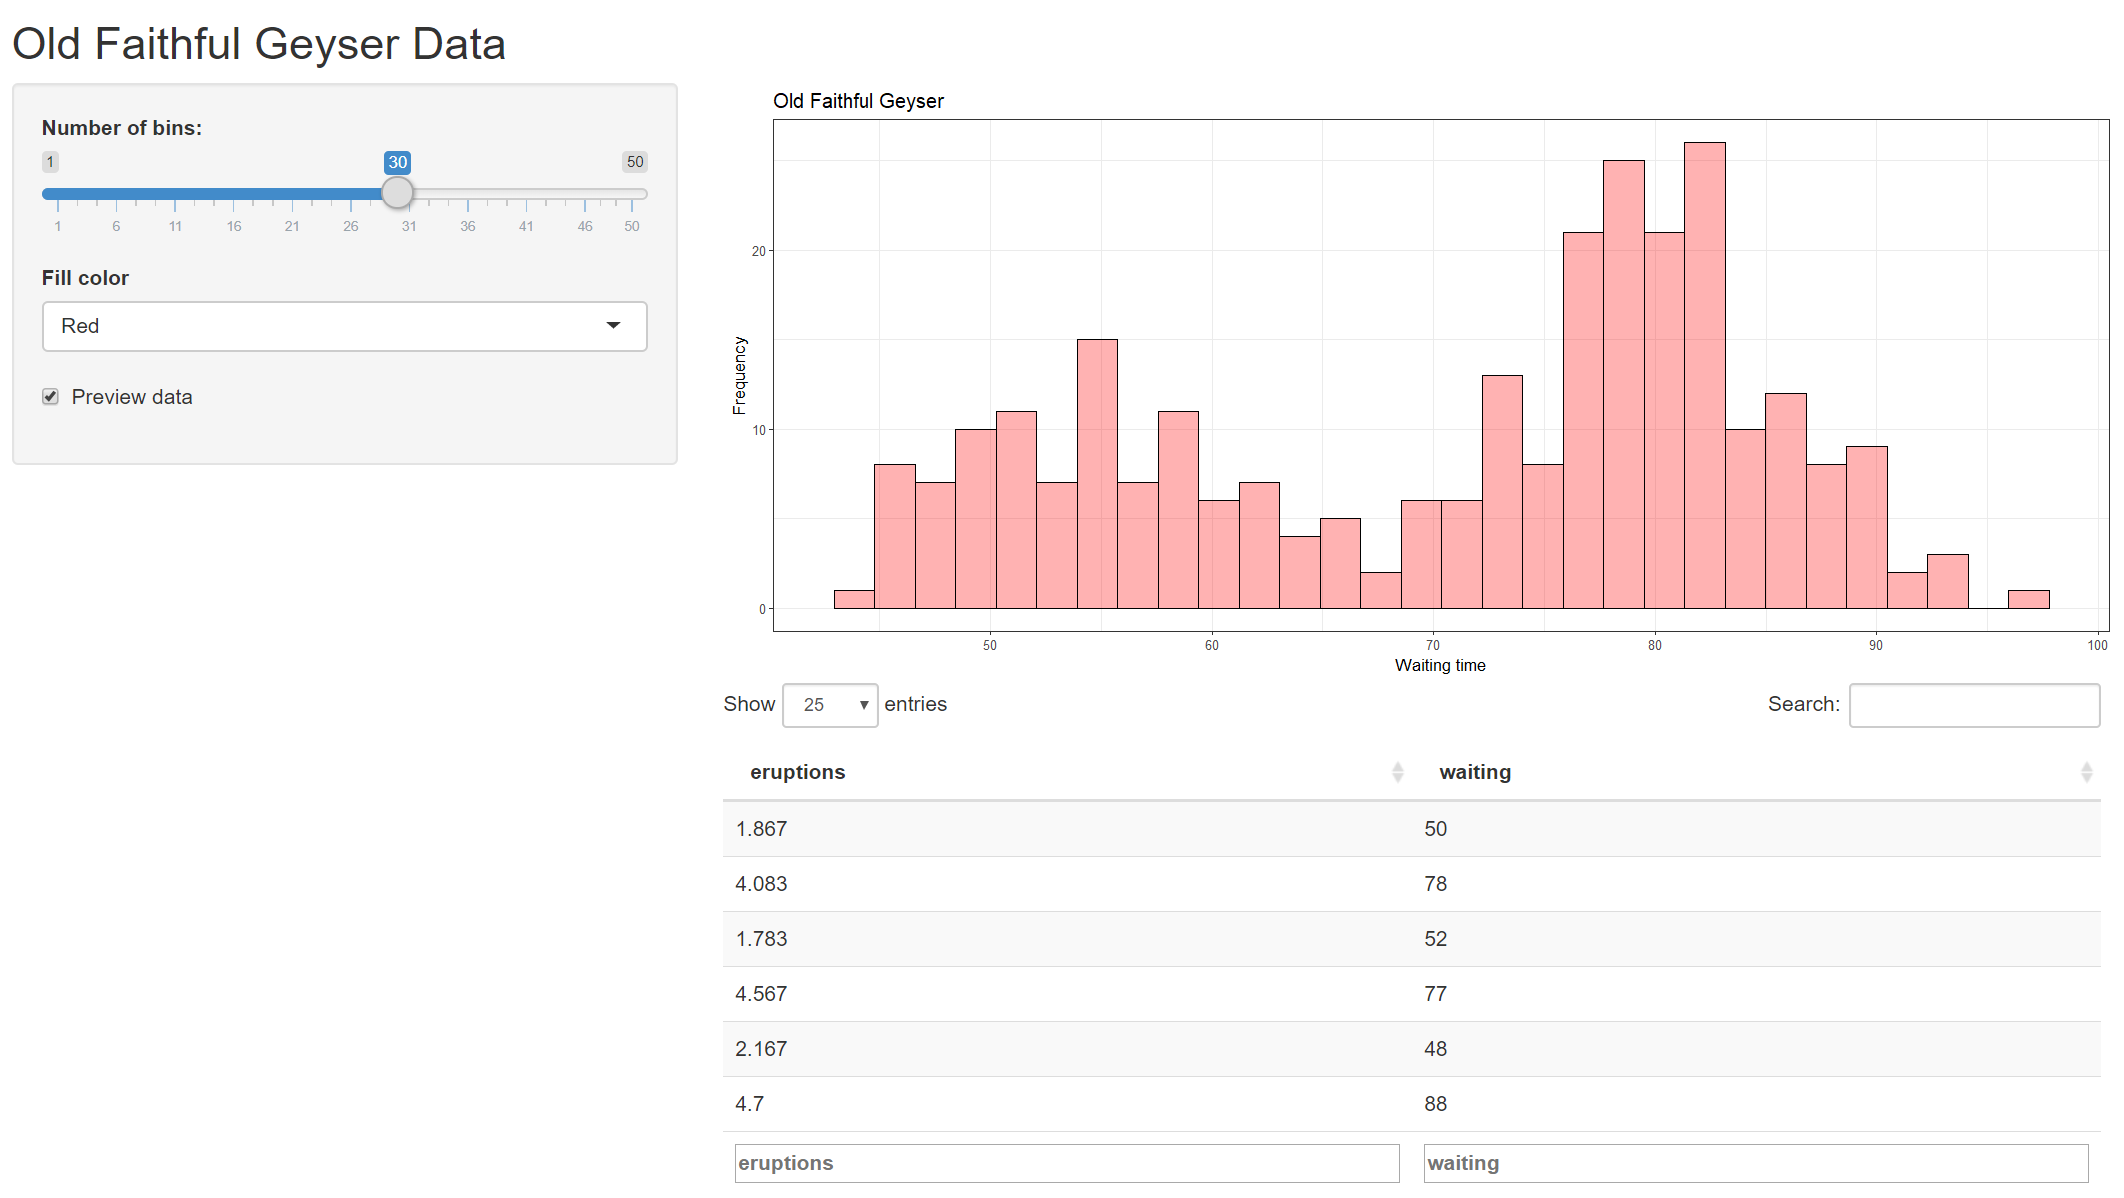 Old Faithful Geyser Data
Number of bins:
1 30 50
1 6 11 16 21 26 31 36 41 46 50
Fill color
Red
Preview data
Old Faithful Geyser
Frequency
20
10
0
50 60 70 80 90 100
Waiting time
Show 25 entries Search:
eruptions waiting
1.867 50
4.083 78
1.783 52
4.567 77
2.167 48
4.7 88
eruptions waiting